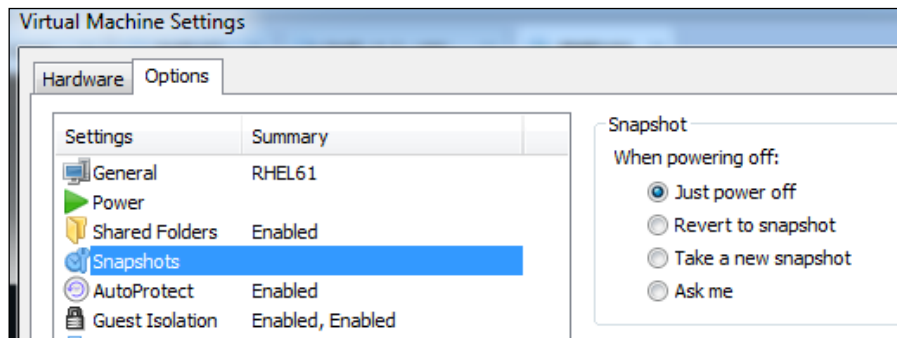 Virtual Machine Settings
Hardware Options
Settings Summary
General RHEL61
Power
Shared Folders Enabled
Snapshots
AutoProtect Enabled
Guest Isolation Enabled, Enabled
Snapshot
When powering off:
Just power off
Revert to snapshot
Take a new snapshot
Ask me